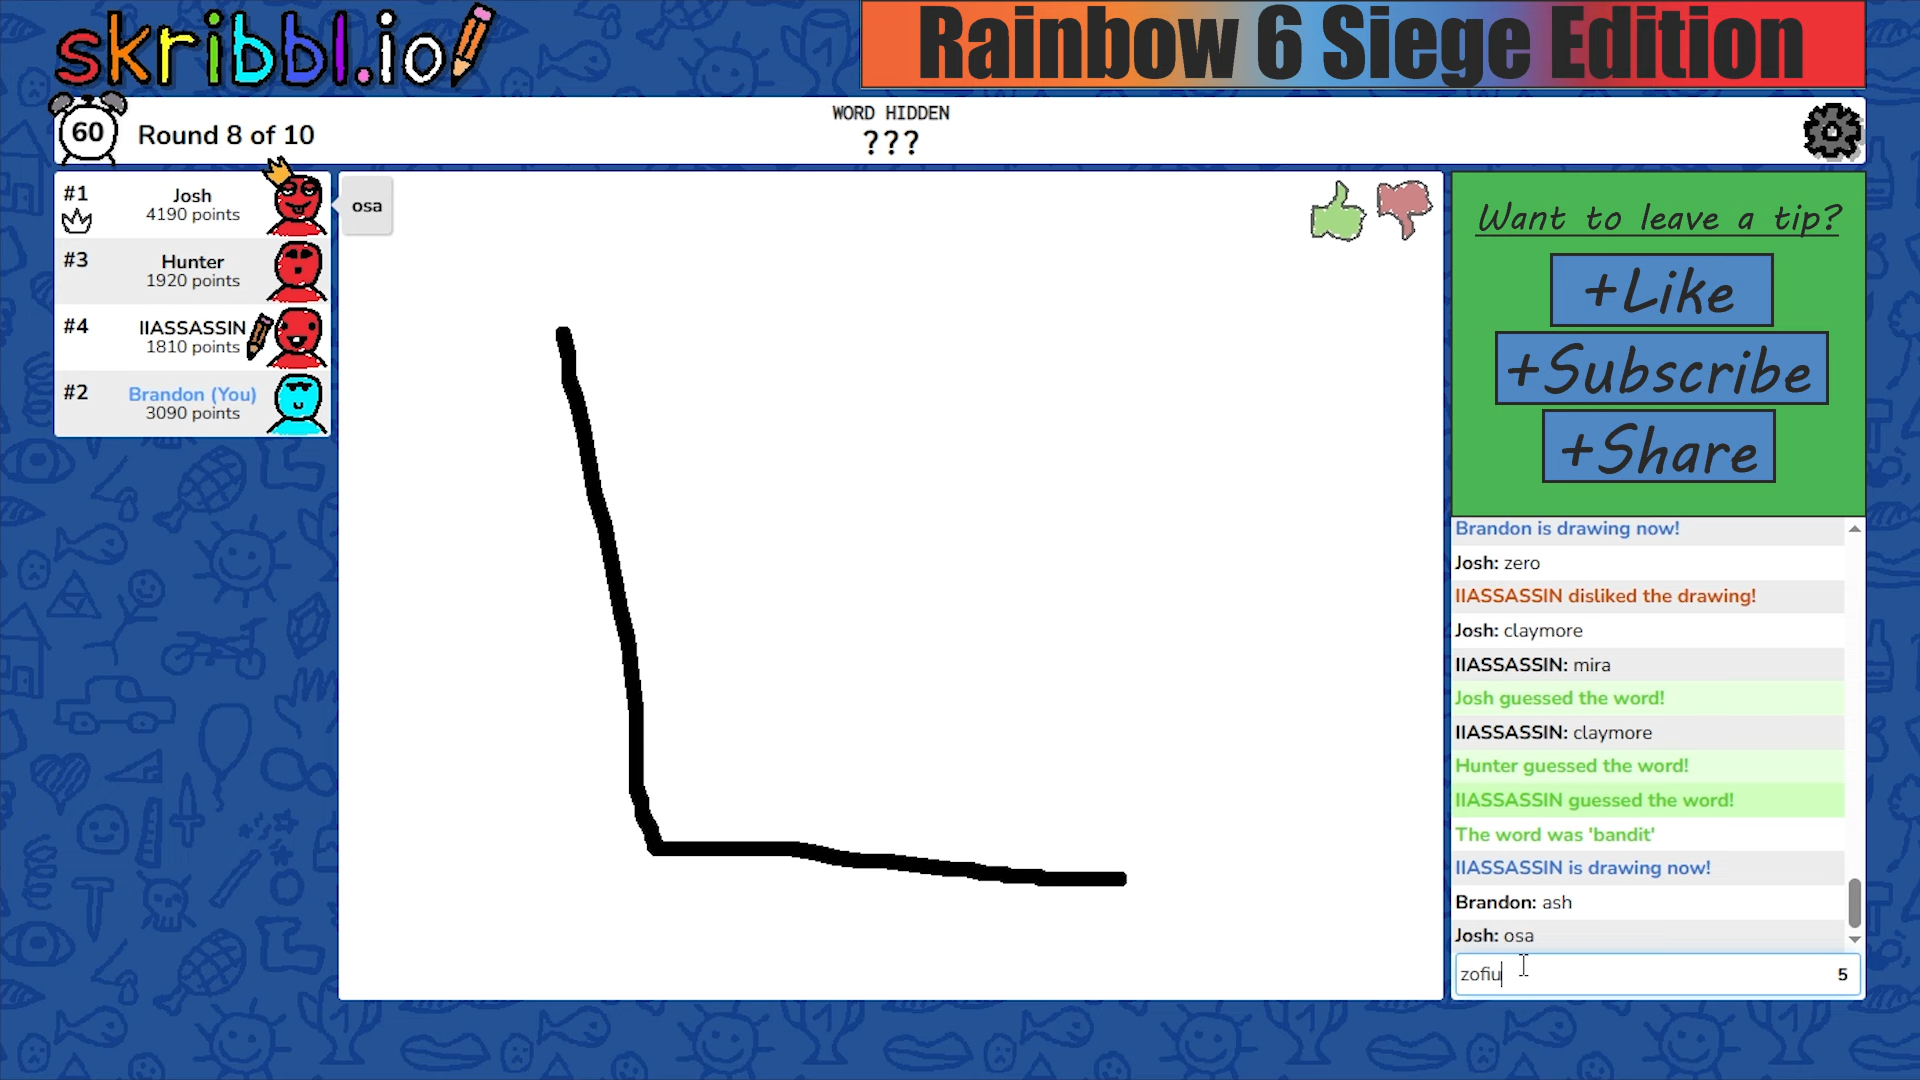 skribbl.io
Rainbow 6 Siege Edition
60
Round 8 of 10
WORD HIDDEN
???
#1
Josh
4190 points
osa
#3
Hunter
1920 points
#4
IIASSASSIN
1810 points
#2
Brandon (You)
3090 points
Want to leave a tip?
+Like
+Subscribe
+Share
Brandon is drawing now!
Josh: zero
IIASSASSIN disliked the drawing!
Josh: claymore
IIASSASSIN: mira
Josh guessed the word!
IIASSASSIN: claymore
Hunter guessed the word!
IIASSASSIN guessed the word!
The word was 'bandit'
IIASSASSIN is drawing now!
Brandon: ash
Josh: osa
zofiu
5